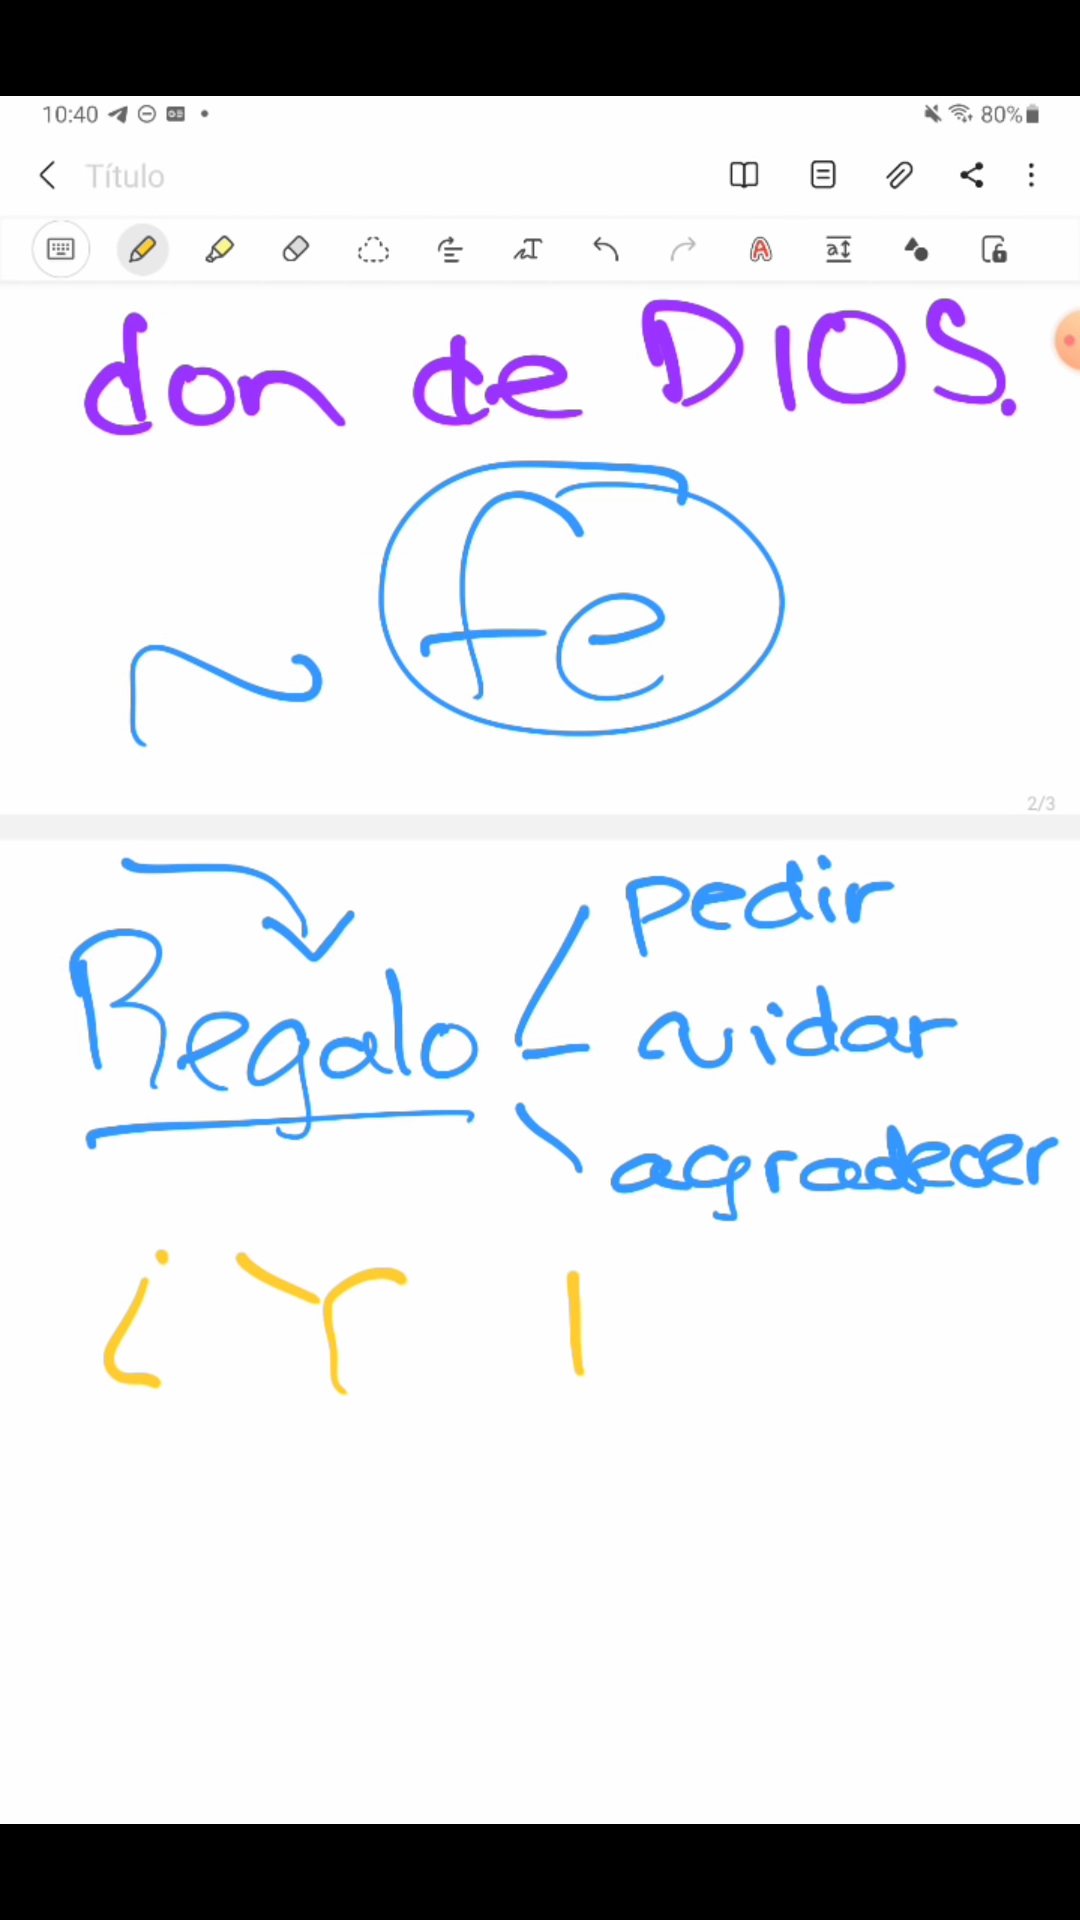 10:40
80%
Título
don de DIOS.
fe
2/3
Regalo
pedir
cuidar
agradecer
¿Y l